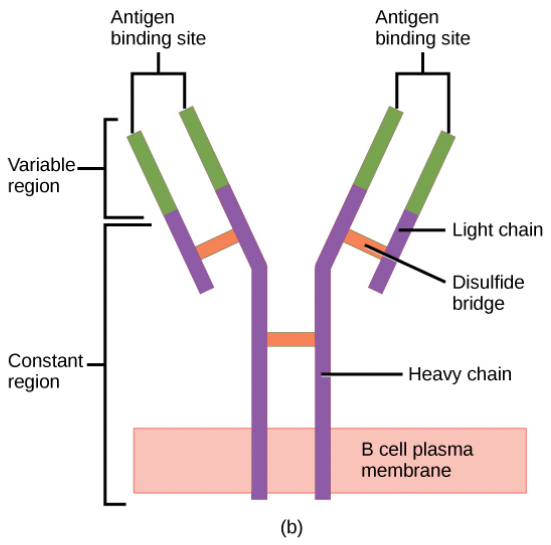 Antigen
binding site
Antigen
binding site
Variable
region
Light chain
Disulfide
bridge
Constant
region
Heavy chain
B cell plasma
membrane
(b)